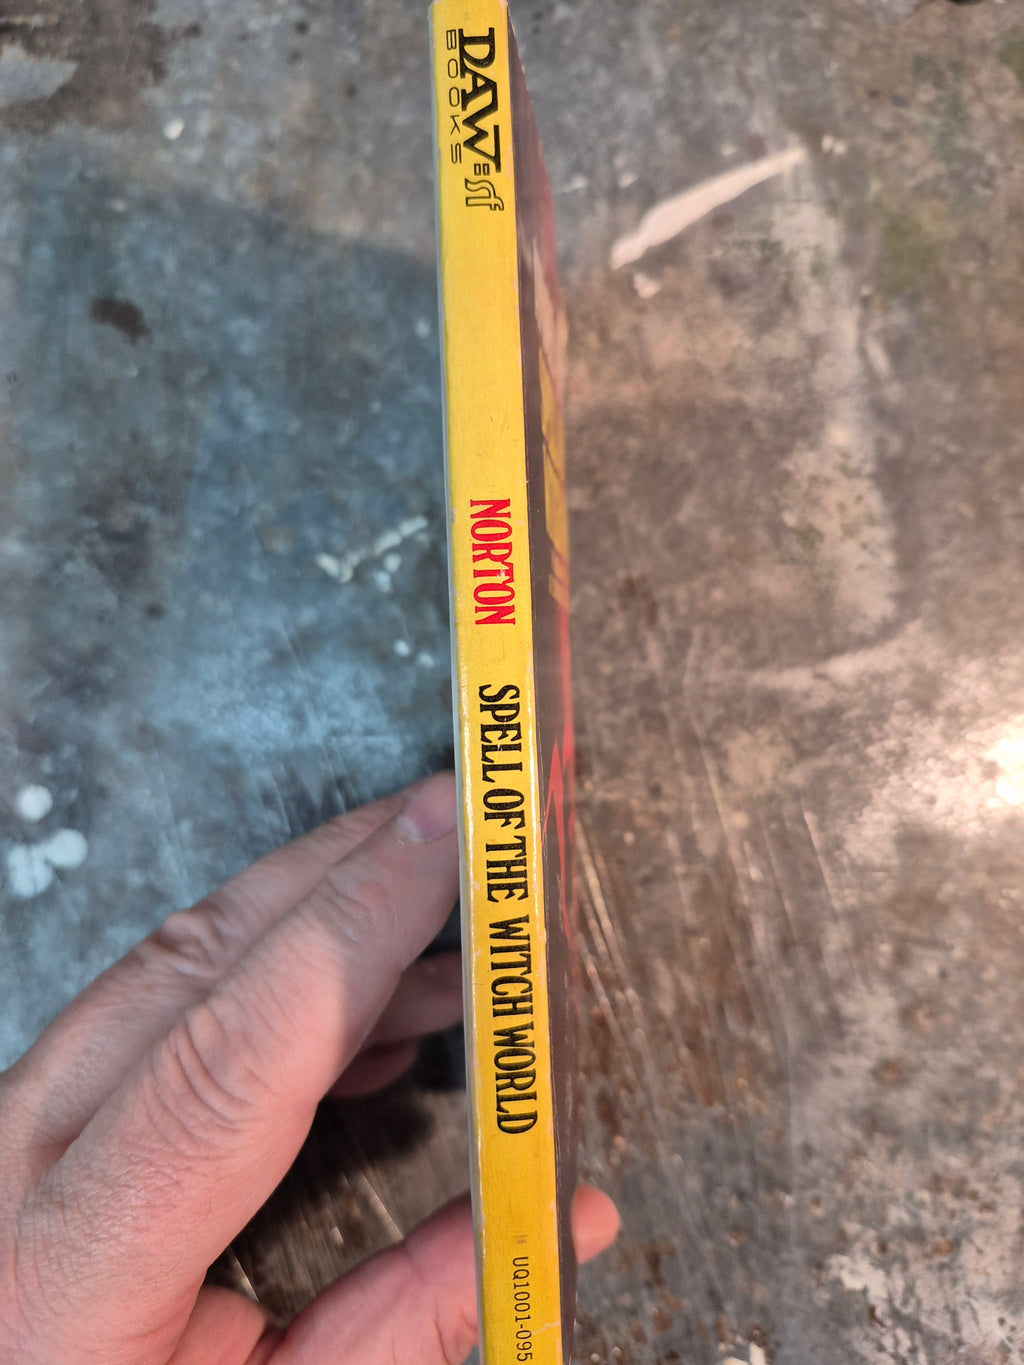 DAW:sf
BOOKS
NORTON
SPELL OF THE WITCH WORLD
UQ1001-095